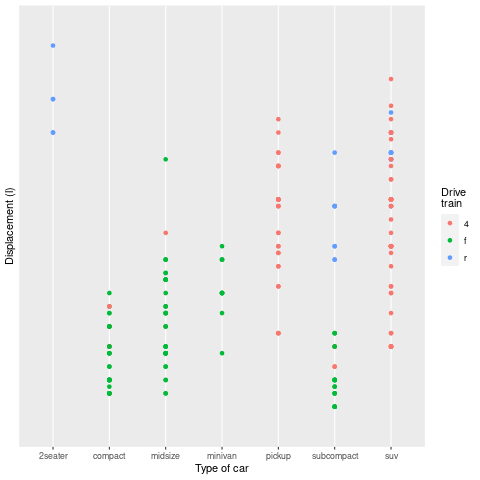 Displacement (l)
2seater compact midsize minivan pickup subcompact suv
Type of car
Drive
train
4
f
r